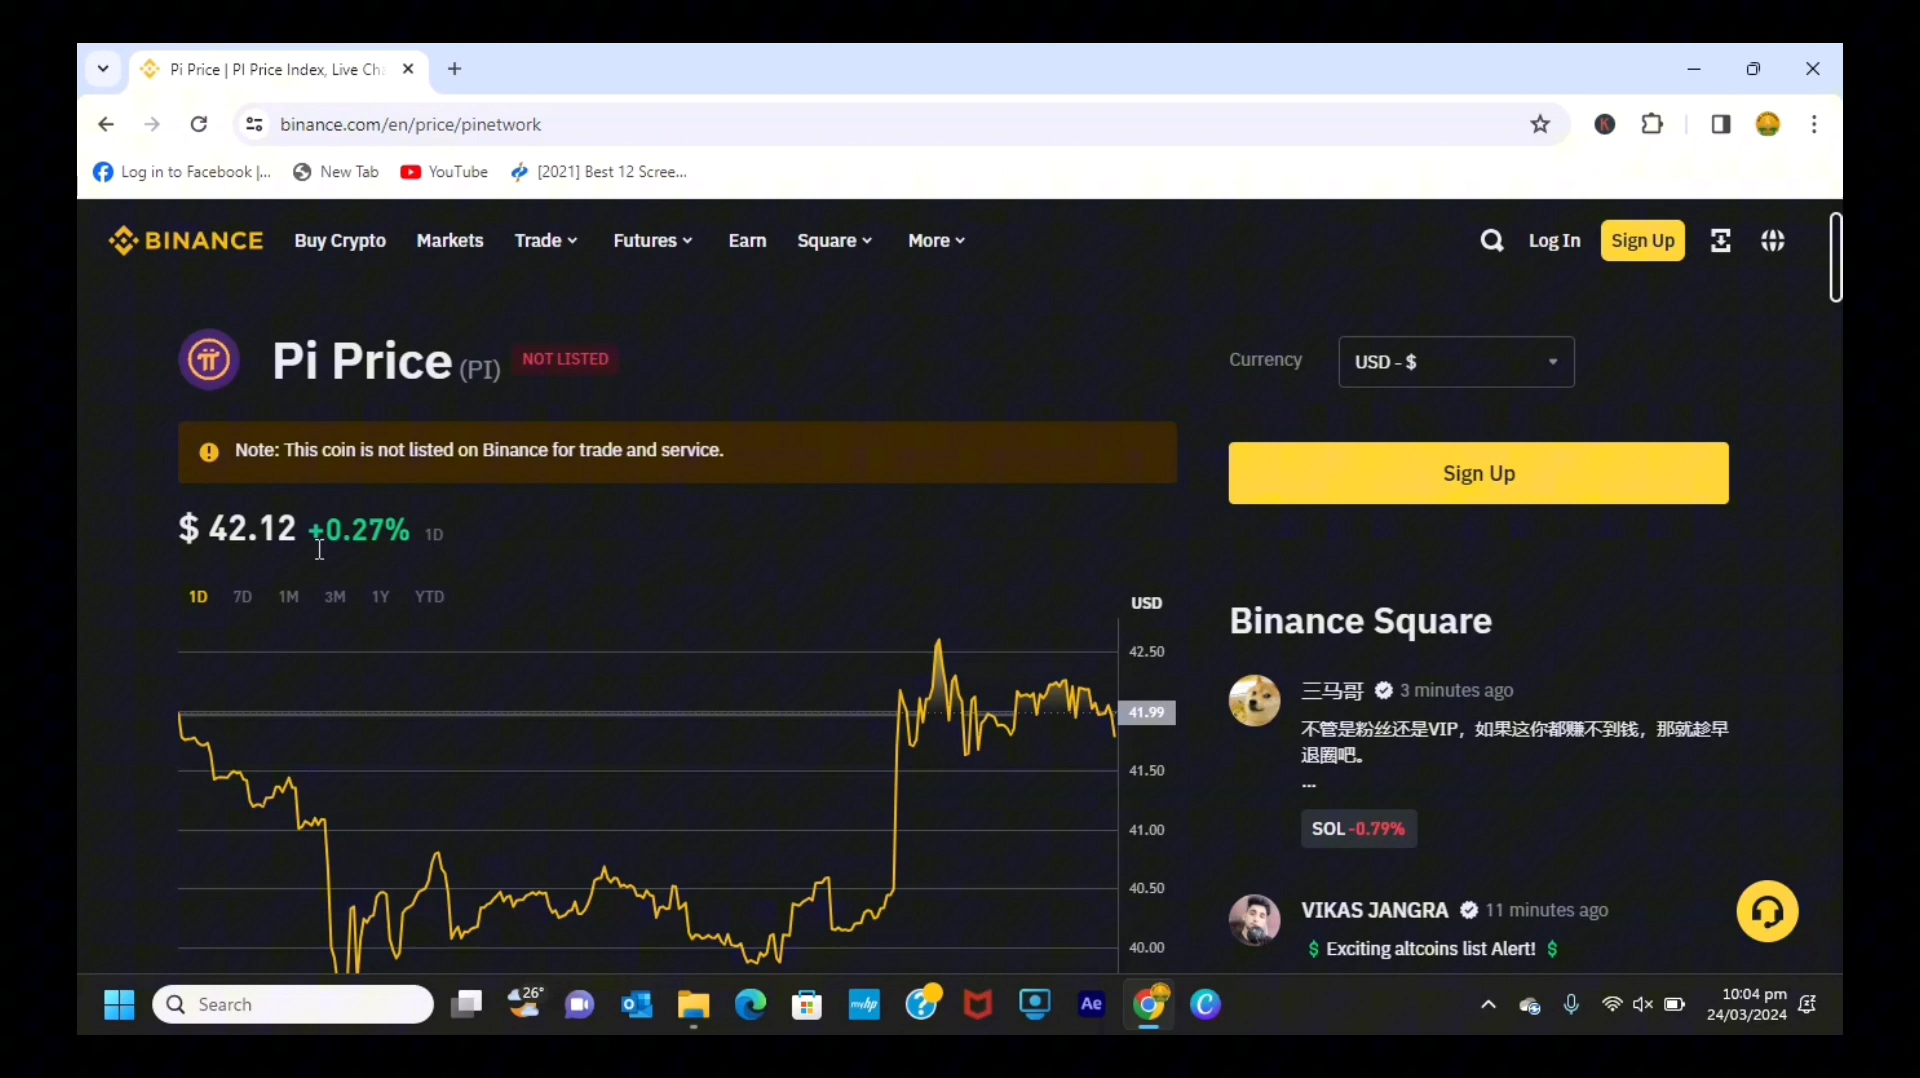 Pi Price | PI Price Index, Live Cha
binance.com/en/price/pinetwork
K
Log in to Facebook |...
New Tab
YouTube
[2021] Best 12 Scree...
BINANCE
Buy Crypto
Markets
Trade
Futures
Earn
Square
More
Log In
Sign Up
Pi Price (PI)
NOT LISTED
Currency
USD - $
Note: This coin is not listed on Binance for trade and service.
Sign Up
$ 42.12 +0.27% 1D
1D 7D 1M 3M 1Y YTD
USD
42.50
41.99
41.50
41.00
40.50
40.00
Binance Square
三马哥 3 minutes ago
不管是粉丝还是VIP，如果这你都赚不到钱，那就趁早
退圈吧。
...
SOL -0.79%
VIKAS JANGRA 11 minutes ago
$ Exciting altcoins list Alert! $
Search
26°
myhp
Ae
10:04 pm
24/03/2024